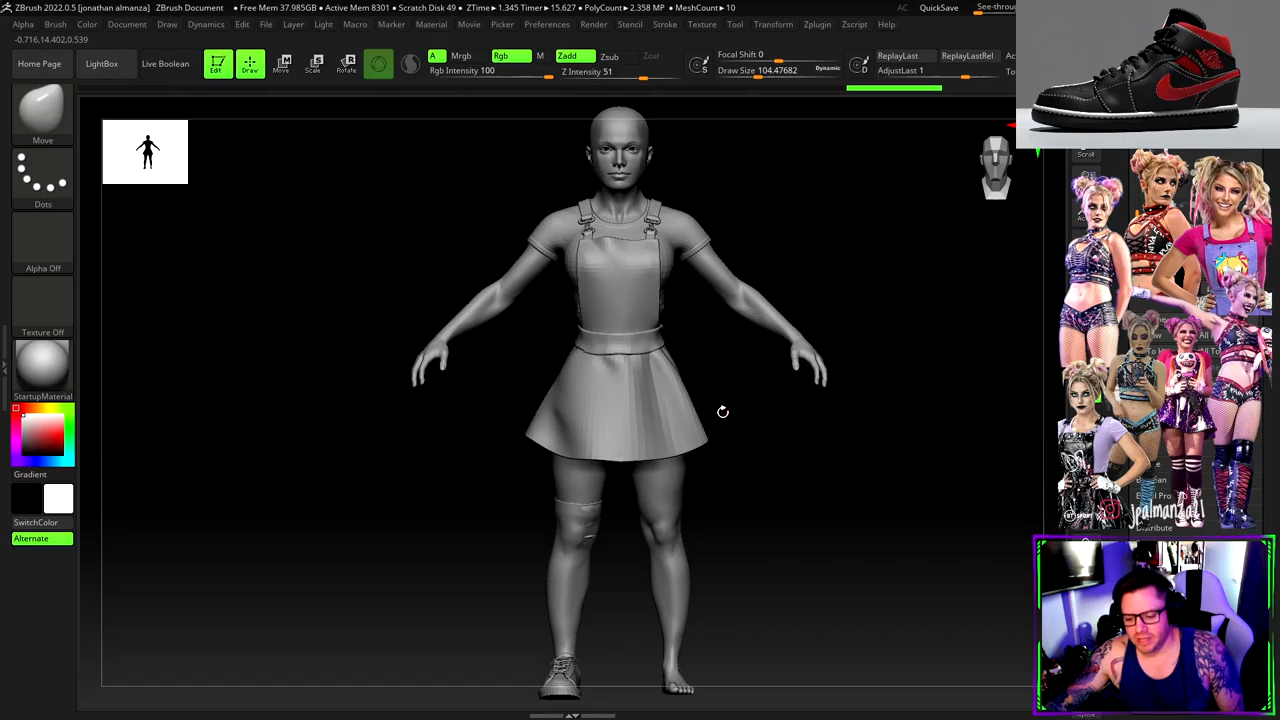 ZBrush 2022.0.5 [jonathan almanza] ZBrush Document • Free Mem 37.985GB • Active Mem 8301 • Scratch Disk 49 • ZTime►1.345 Timer►15.627 • PolyCount►2.358 MP • MeshCount►10 AC QuickSave See-throu
Alpha Brush Color Document Draw Dynamics Edit File Layer Light Macro Marker Material Movie Picker Preferences Render Stencil Stroke Texture Tool Transform Zplugin Zscript Help
-0.716,14.402,0.539
Home Page LightBox Live Boolean Edit Draw Move Scale Rotate
A Mrgb Rgb M Zadd Zsub Zcut
Rgb Intensity 100 Z Intensity 51
Focal Shift 0
Draw Size 104.47682 Dynamic
S D
ReplayLast ReplayLastRel Ac
AdjustLast 1 To
Move
Dots
Alpha Off
Texture Off
StartupMaterial
Gradient
SwitchColor
Alternate
Scroll
jpalmanza11
Distribute